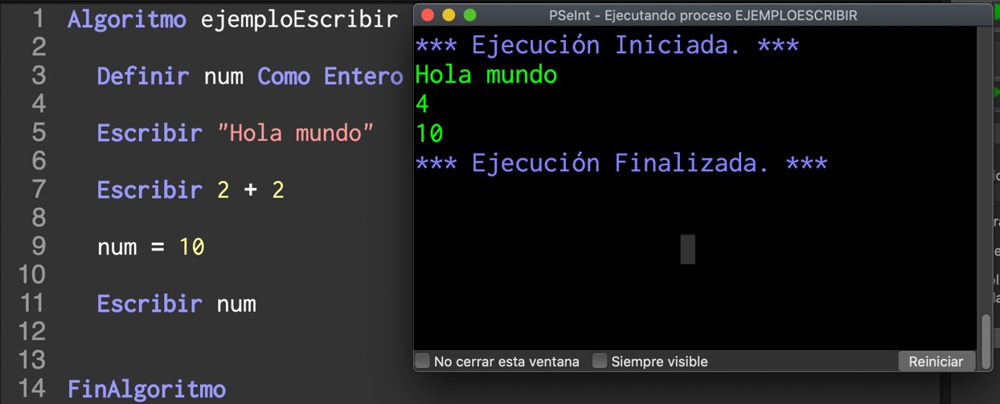 1 Algoritmo ejemploEscribir
2
3 Definir num Como Entero
4
5 Escribir "Hola mundo"
6
7 Escribir 2 + 2
8
9 num = 10
10
11 Escribir num
12
13
14 FinAlgoritmo
PSeInt - Ejecutando proceso EJEMPLOESCRIBIR
*** Ejecución Iniciada. ***
Hola mundo
4
10
*** Ejecución Finalizada. ***
No cerrar esta ventana
Siempre visible
Reiniciar